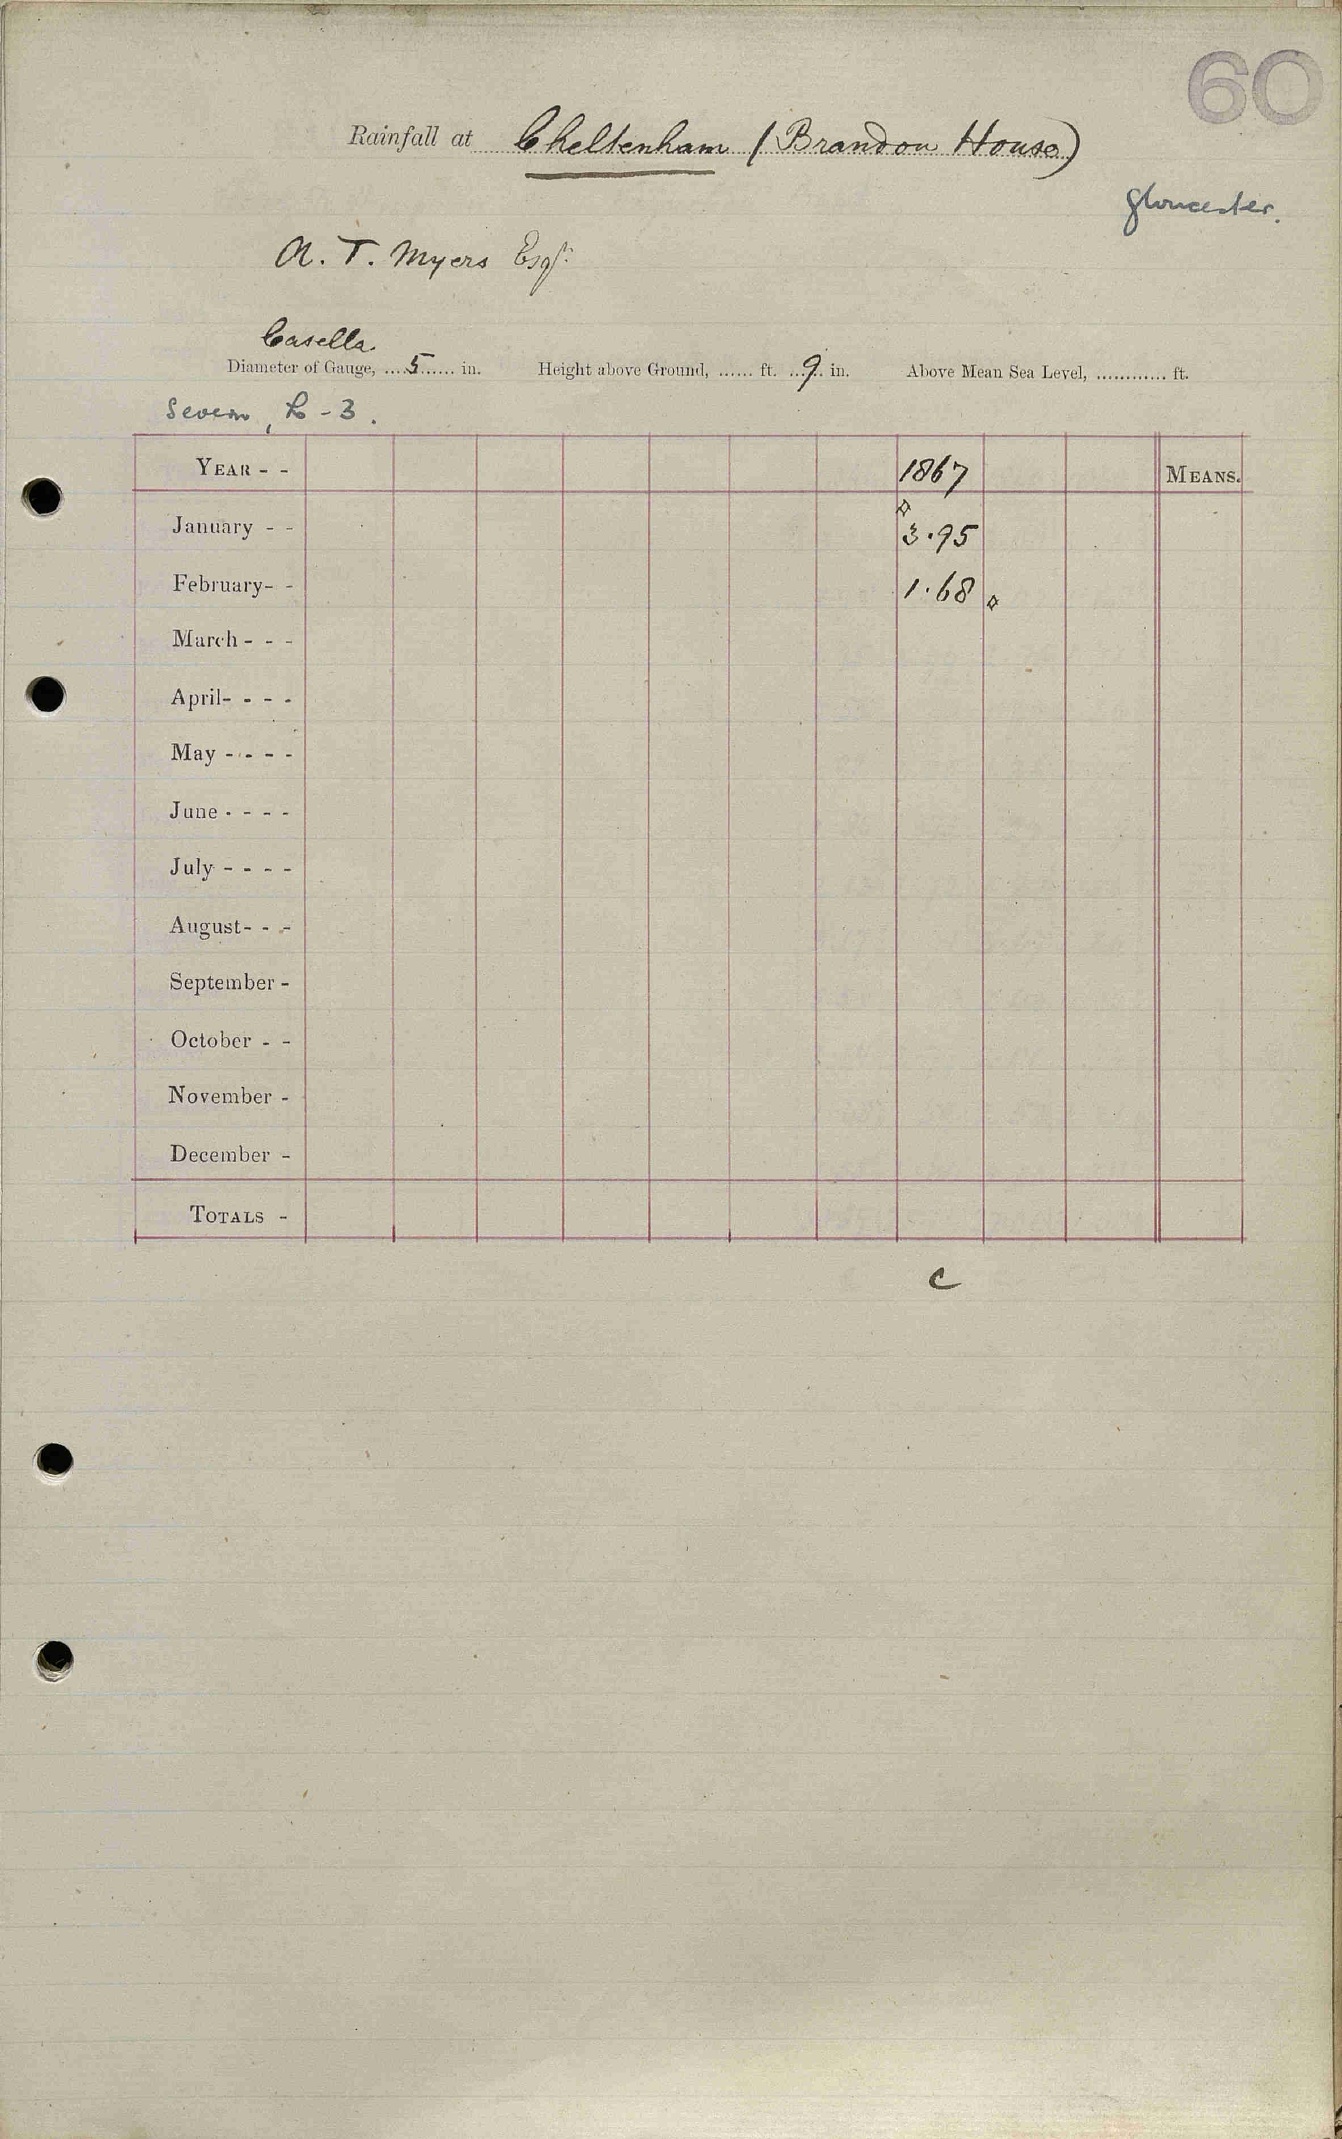 60
Rainfall at Cheltenham (Brandon House)
Gloucester.
A. T. Myers Esqr.
Casella
Diameter of Gauge, ....5...... in. Height above Ground, ...... ft. ...9... in. Above Mean Sea Level, ............ ft.
Severn, L-3.
YEAR - - 1867 MEANS.
January - - 3.95
February- - 1.68
March - - -
April- - - -
May - - - -
June - - - -
July - - - -
August- - -
September -
October - -
November -
December -
TOTALS -
C